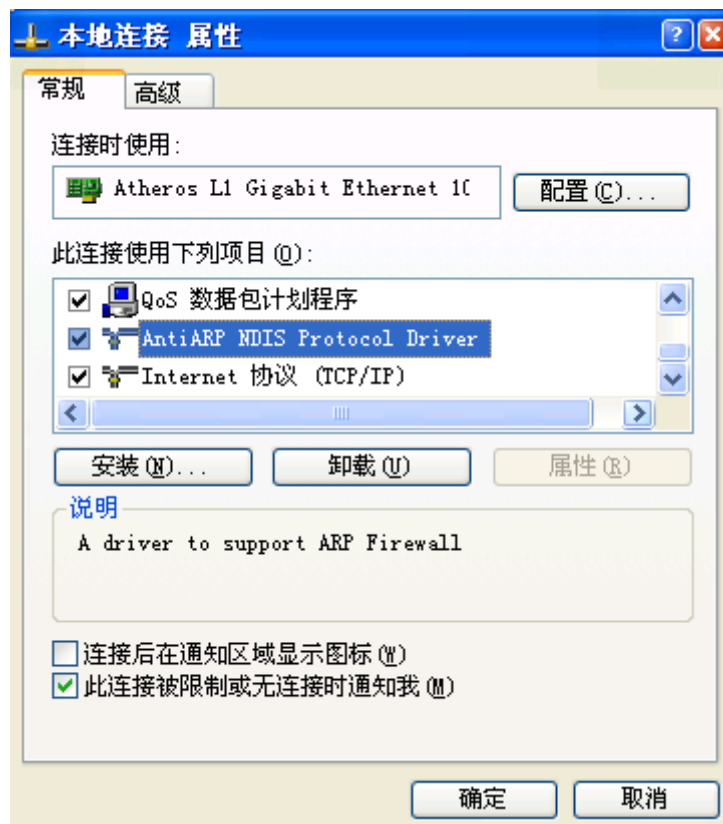 本地连接 属性
常规
高级
连接时使用:
Atheros L1 Gigabit Ethernet 10
配置(C)...
此连接使用下列项目(O):
QoS 数据包计划程序
AntiARP NDIS Protocol Driver
Internet 协议 (TCP/IP)
安装(N)...
卸载(U)
属性(R)
说明
A driver to support ARP Firewall
连接后在通知区域显示图标(W)
此连接被限制或无连接时通知我(M)
确定
取消